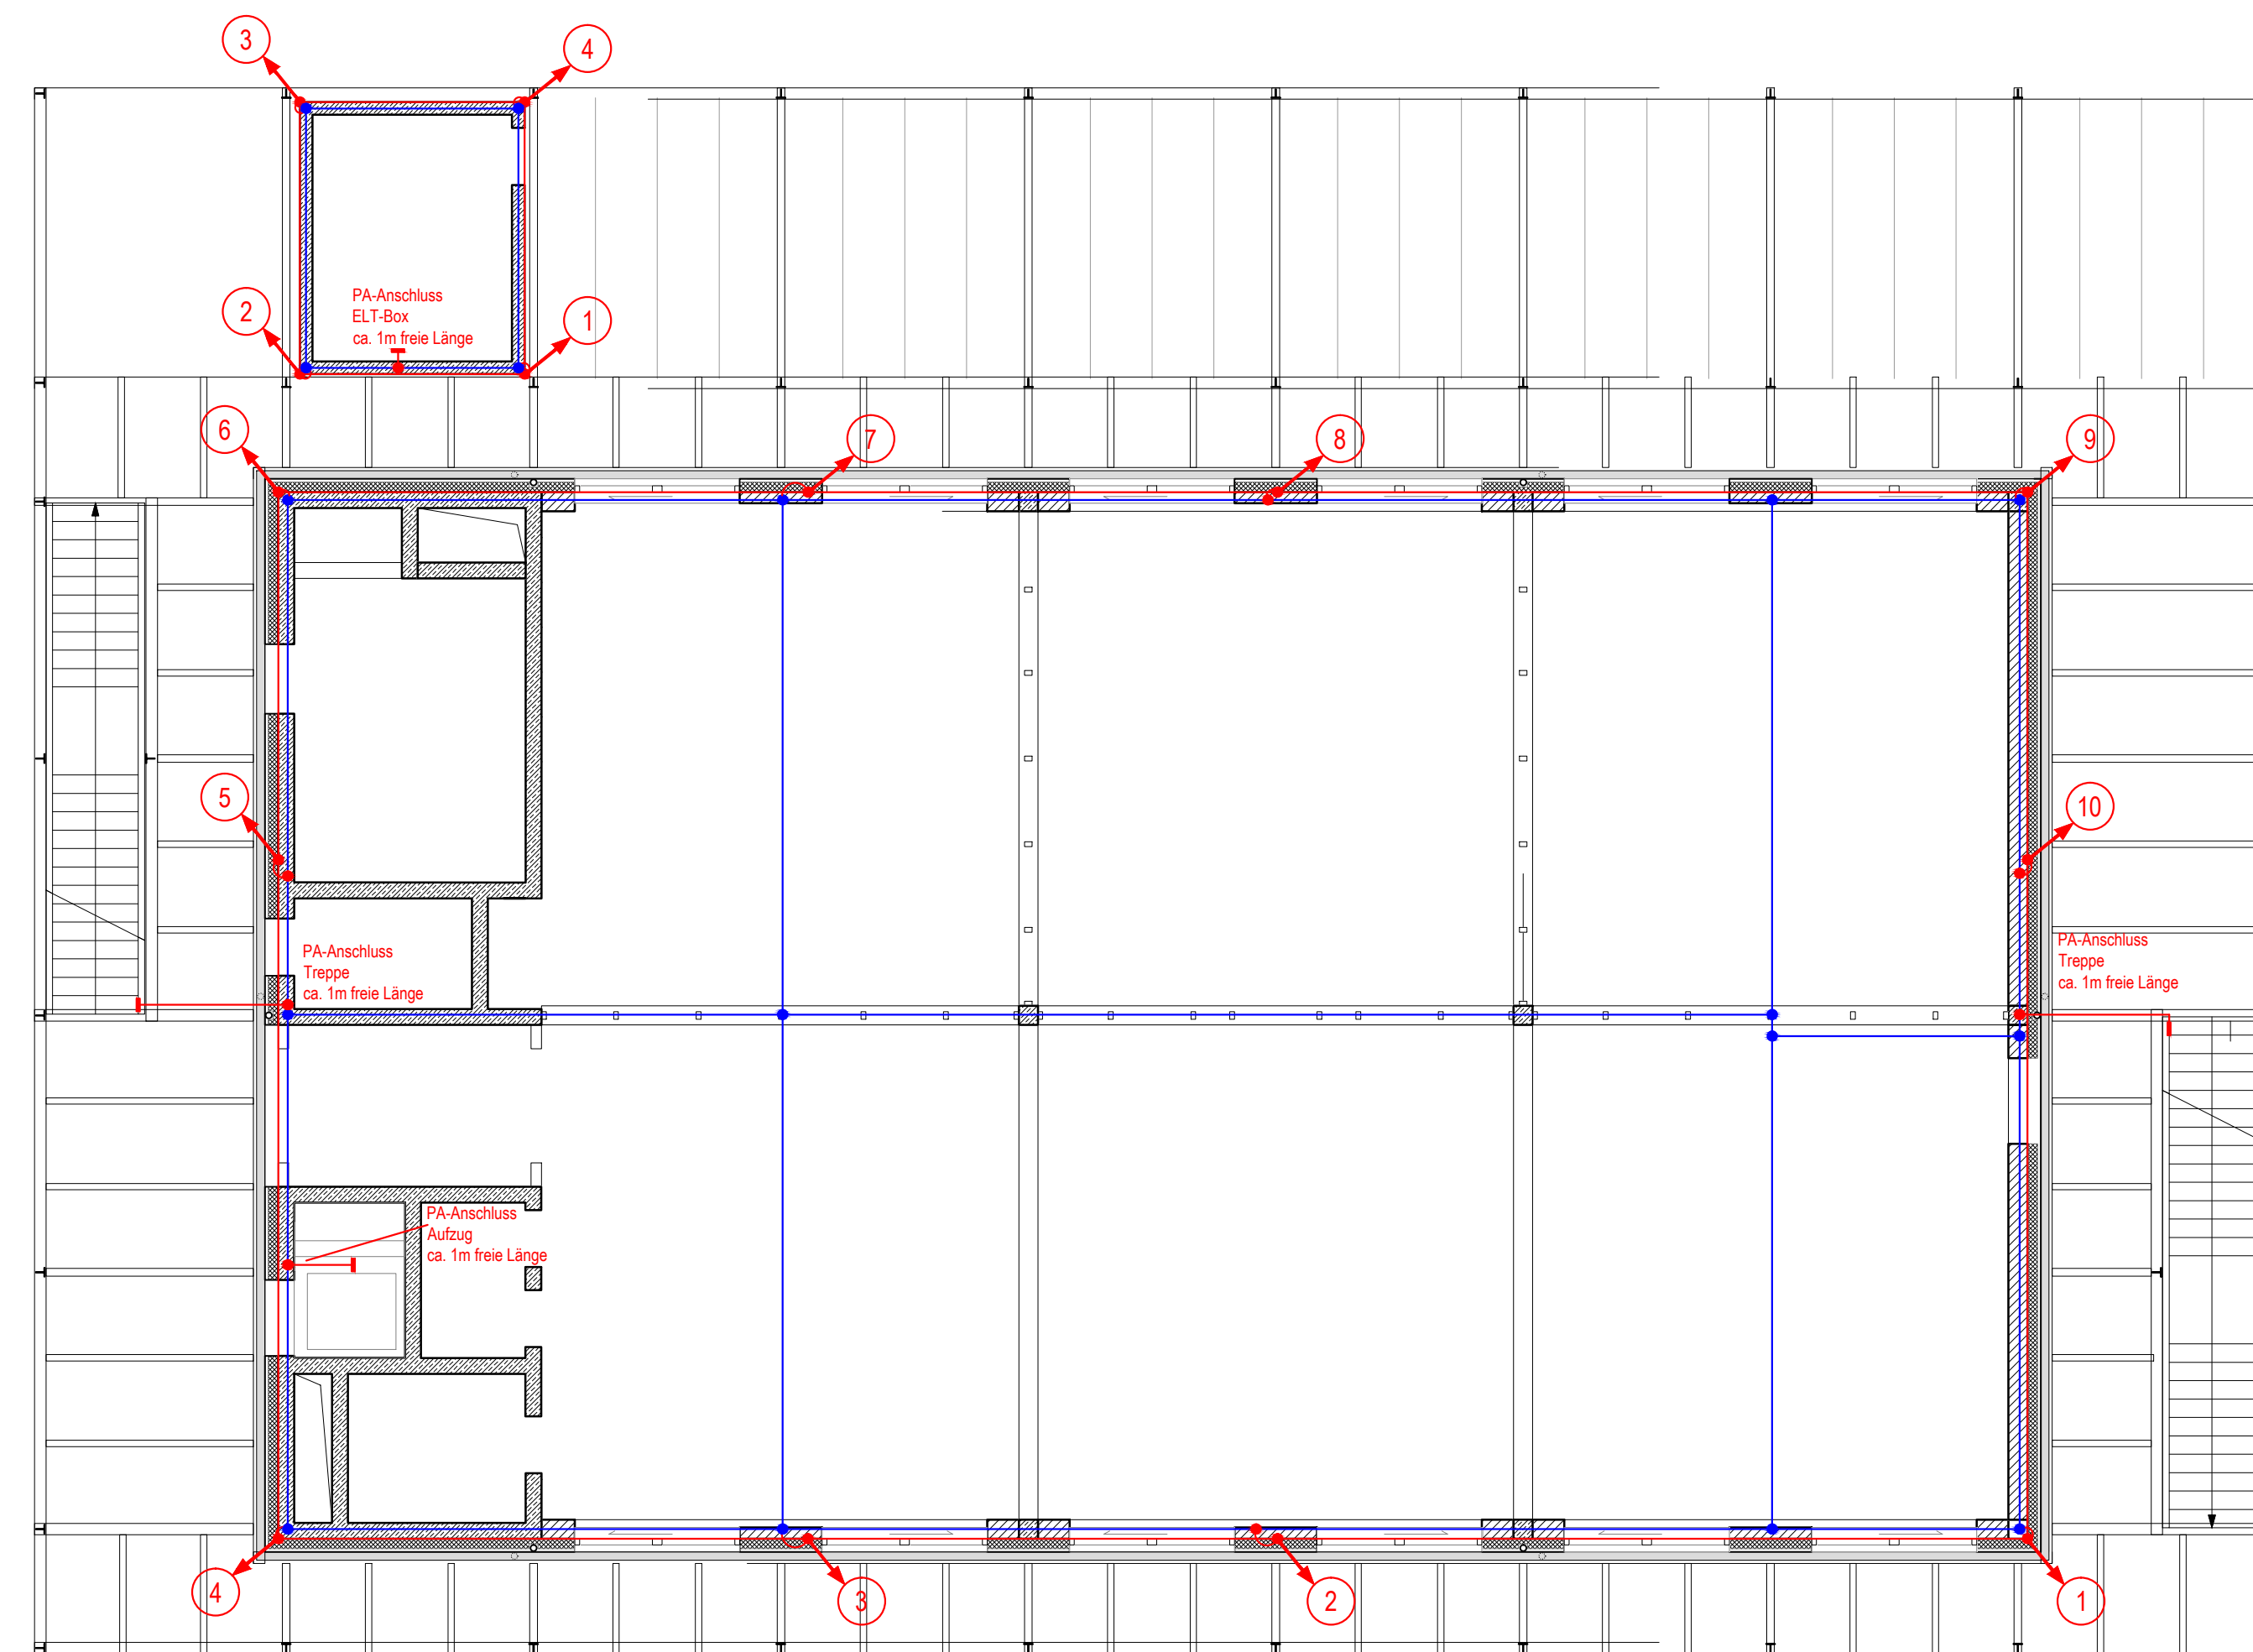 3
4
2
PA-Anschluss
ELT-Box
ca. 1m freie Länge
1
6
7
8
9
5
10
PA-Anschluss
Treppe
ca. 1m freie Länge
PA-Anschluss
Treppe
ca. 1m freie Länge
PA-Anschluss
Aufzug
ca. 1m freie Länge
4
3
2
1